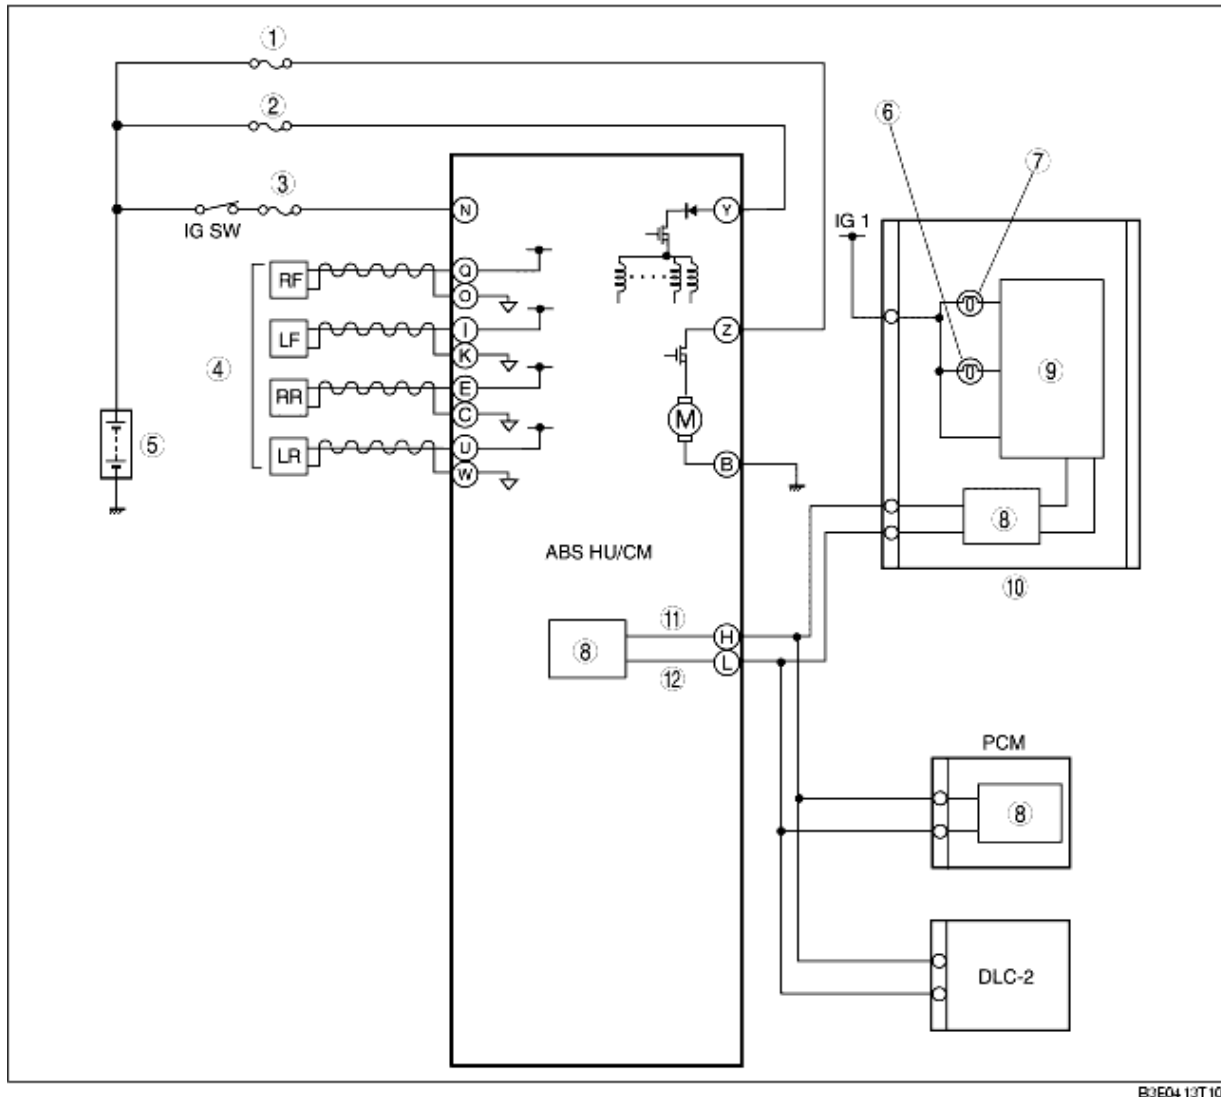 ①
②
③
IG SW
N
Y
⑥
⑦
IG 1
RF
Q
O
LF
I
K
Z
④
⑨
RR
E
C
M
⑤
LR
U
W
B
⑧
ABS HU/CM
⑩
⑪
H
⑧
L
⑫
PCM
⑧
DLC-2
B3E0413T10